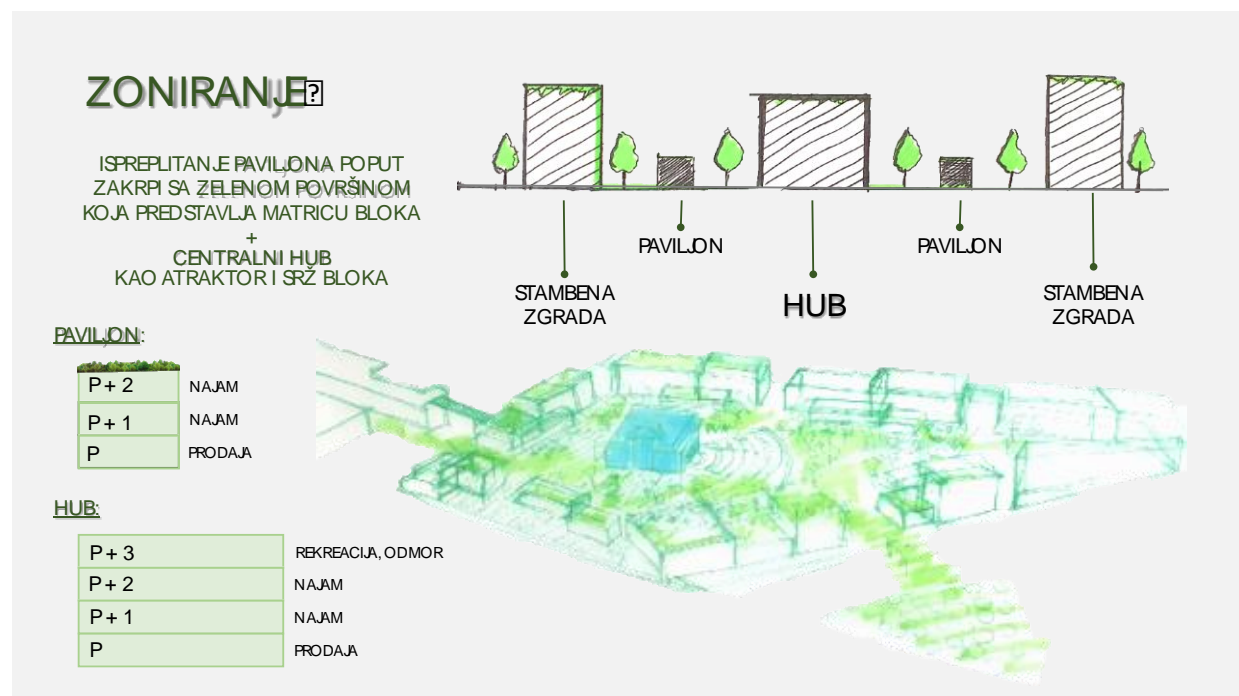 ZONIRANJE
ISPREPLITANJE PAVILJONA POPUT
ZAKRPI SA ZELENOM POVRŠINOM
KOJA PREDSTAVLJA MATRICU BLOKA
+
CENTRALNI HUB
KAO ATRAKTOR I SRŽ BLOKA
PAVILJON
PAVILJON
STAMBENA
ZGRADA
HUB
STAMBENA
ZGRADA
PAVILJON:
P + 2 NAJAM
P + 1 NAJAM
P PRODAJA
HUB:
P + 3 REKREACIJA, ODMOR
P + 2 NAJAM
P + 1 NAJAM
P PRODAJA